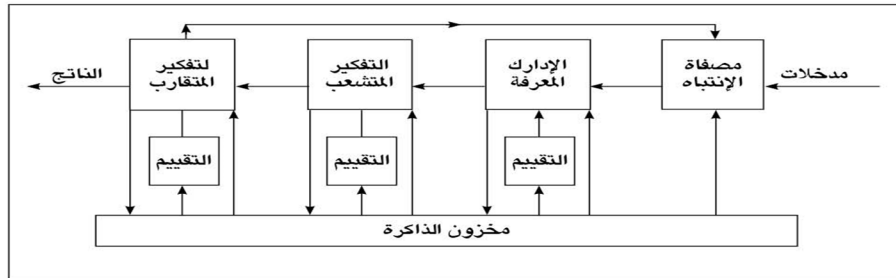 مدخلات
مصفاة
الإنتباه
الإدارك
المعرفة
التفكير
المتشعب
لتفكير
المتقارب
الناتج
التقييم
التقييم
التقييم
مخزون الذاكرة